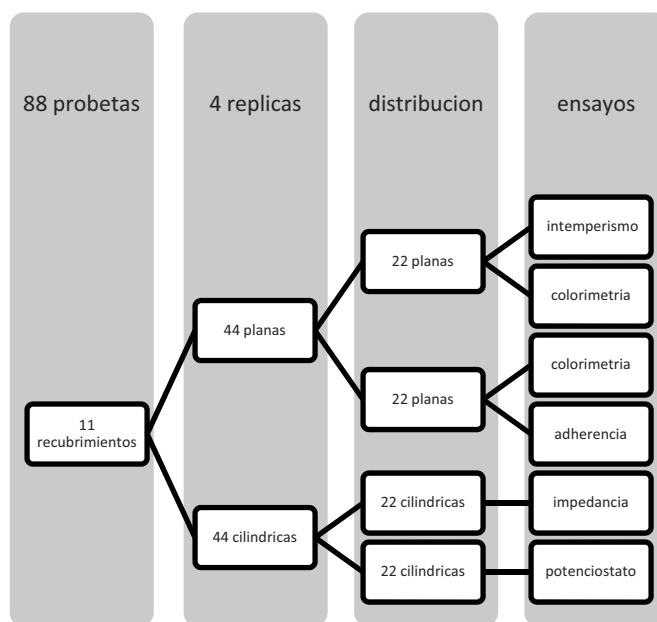 88 probetas
4 replicas
distribucion
ensayos
11
recubrimientos
44 planas
44 cilindricas
22 planas
22 planas
22 cilindricas
22 cilindricas
intemperismo
colorimetria
colorimetria
adherencia
impedancia
potenciostato